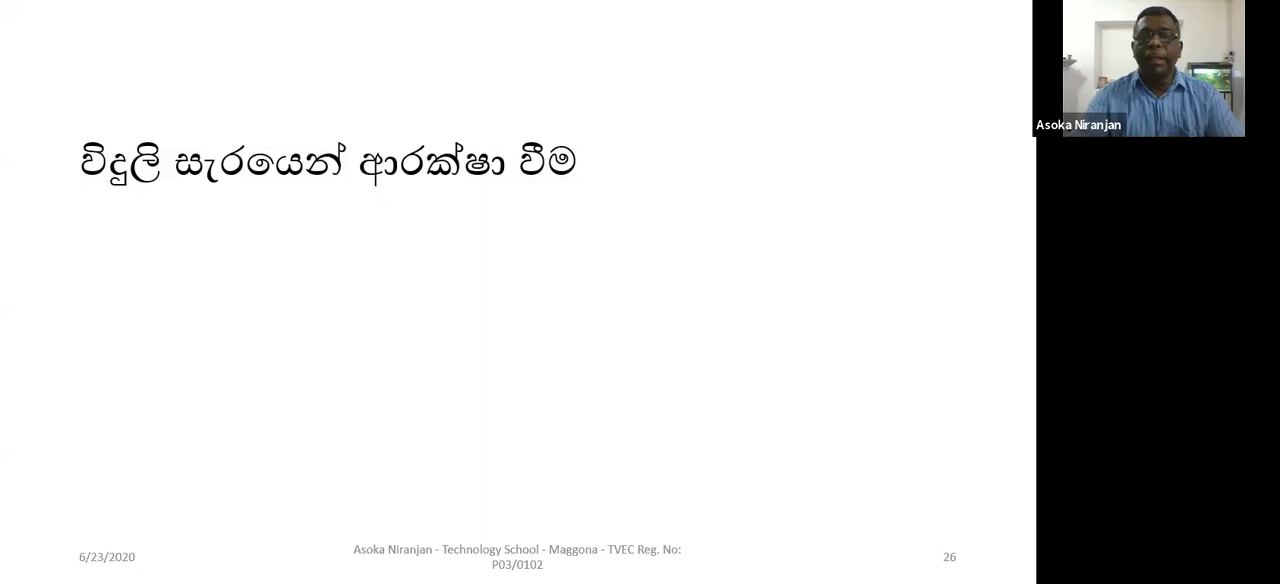 විදුලි සැරයෙන් ආරක්ෂා වීම
Asoka Niranjan
6/23/2020
Asoka Niranjan - Technology School - Maggona - TVEC Reg. No:
P03/0102
26